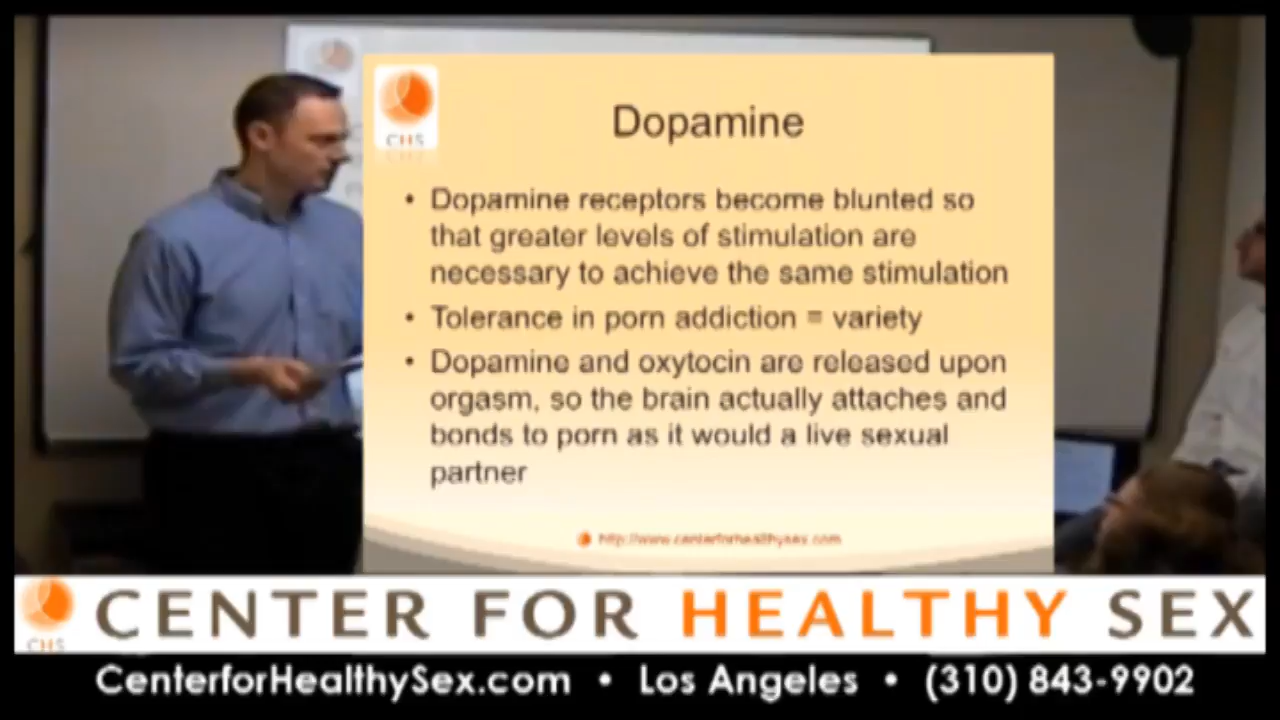 CHS
Dopamine
• Dopamine receptors become blunted so
that greater levels of stimulation are
necessary to achieve the same stimulation
• Tolerance in porn addiction = variety
• Dopamine and oxytocin are released upon
orgasm, so the brain actually attaches and
bonds to porn as it would a live sexual
partner
http://www.centerforhealthysex.com
CENTER FOR HEALTHY SEX
CHS
CenterforHealthySex.com • Los Angeles • (310) 843-9902